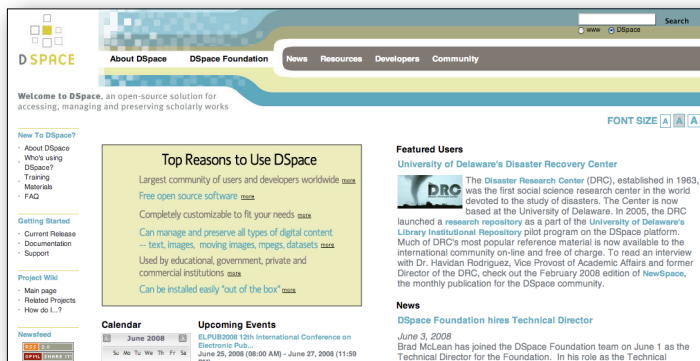 Search
www DSpace
DSPACE
About DSpace DSpace Foundation News Resources Developers Community
Welcome to DSpace, an open-source solution for
accessing, managing and preserving scholarly works
FONT SIZE A A A
New To DSpace?
About DSpace
Who's using
DSpace?
Training
Materials
FAQ
Getting Started
Current Release
Documentation
Support
Project Wiki
Main page
Related Projects
How do I...?
Newsfeed
RSS 2.0
OPML SHARE IT!
Top Reasons to Use DSpace
Largest community of users and developers worldwide more
Free open source software more
Completely customizable to fit your needs more
Can manage and preserve all types of digital content
-- text, images, moving images, mpegs, datasets more
Used by educational, government, private and
commercial institutions more
Can be installed easily "out of the box" more
Calendar
June 2008
Su Mo Tu We Th Fr Sa
Upcoming Events
ELPUB2008 12th International Conference on
Electronic Pub...
June 25, 2008 (08:00 AM) - June 27, 2008 (11:59
Featured Users
University of Delaware's Disaster Recovery Center
DRC
The Disaster Research Center (DRC), established in 1963,
was the first social science research center in the world
devoted to the study of disasters. The Center is now
based at the University of Delaware. In 2005, the DRC
launched a research repository as a part of the University of Delaware's
Library Institutional Repository pilot program on the DSpace platform.
Much of DRC's most popular reference material is now available to the
international community on-line and free of charge. To read an interview
with Dr. Havidan Rodriguez, Vice Provost of Academic Affairs and former
Director of the DRC, check out the February 2008 edition of NewSpace,
the monthly publication for the DSpace community.
News
DSpace Foundation hires Technical Director
June 3, 2008
Brad McLean has joined the DSpace Foundation team on June 1 as the
Technical Director for the Foundation. In his role as the Technical